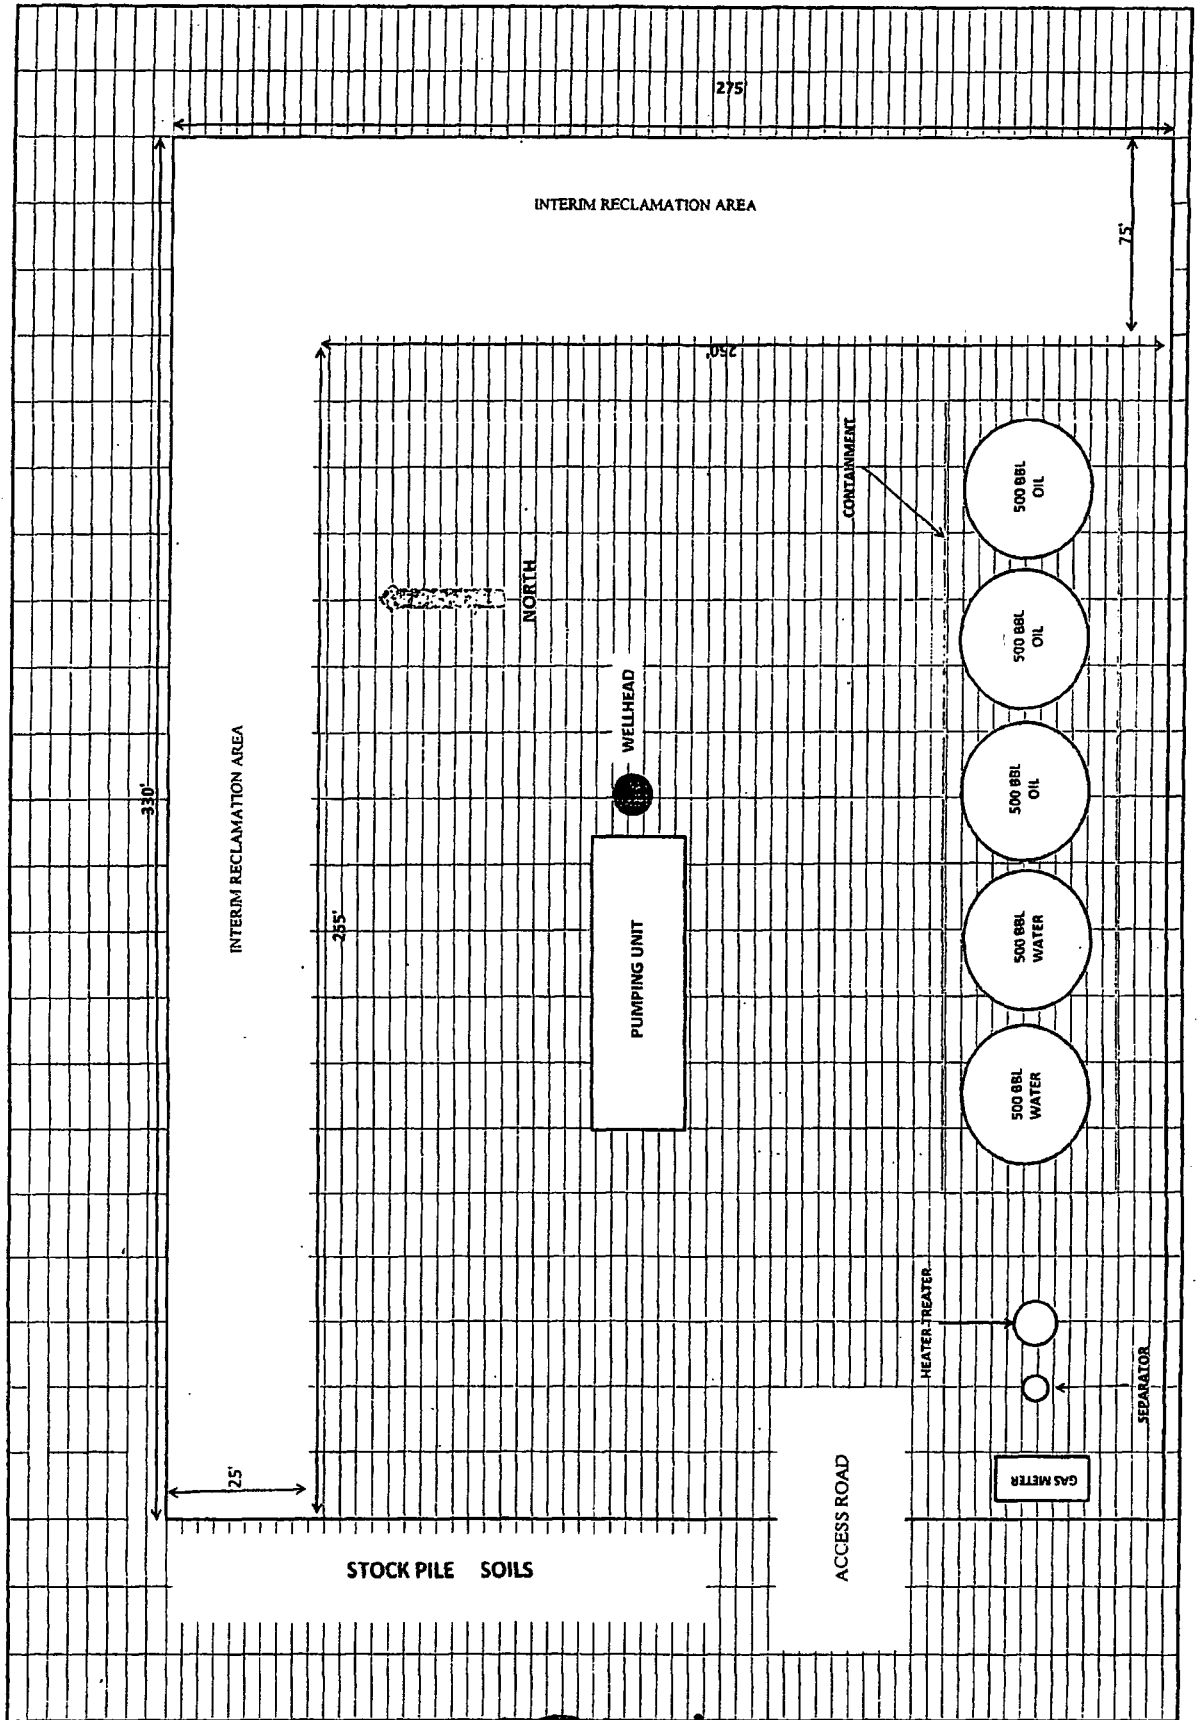 275'
INTERIM RECLAMATION AREA
75'
250'
CONTAINMENT
500 BBL
OIL
500 BBL
OIL
500 BBL
OIL
500 BBL
WATER
500 BBL
WATER
NORTH
WELLHEAD
PUMPING UNIT
INTERIM RECLAMATION AREA
330'
255'
HEATER-TREATER
SEPARATOR
GAS METER
25'
ACCESS ROAD
STOCK PILE SOILS